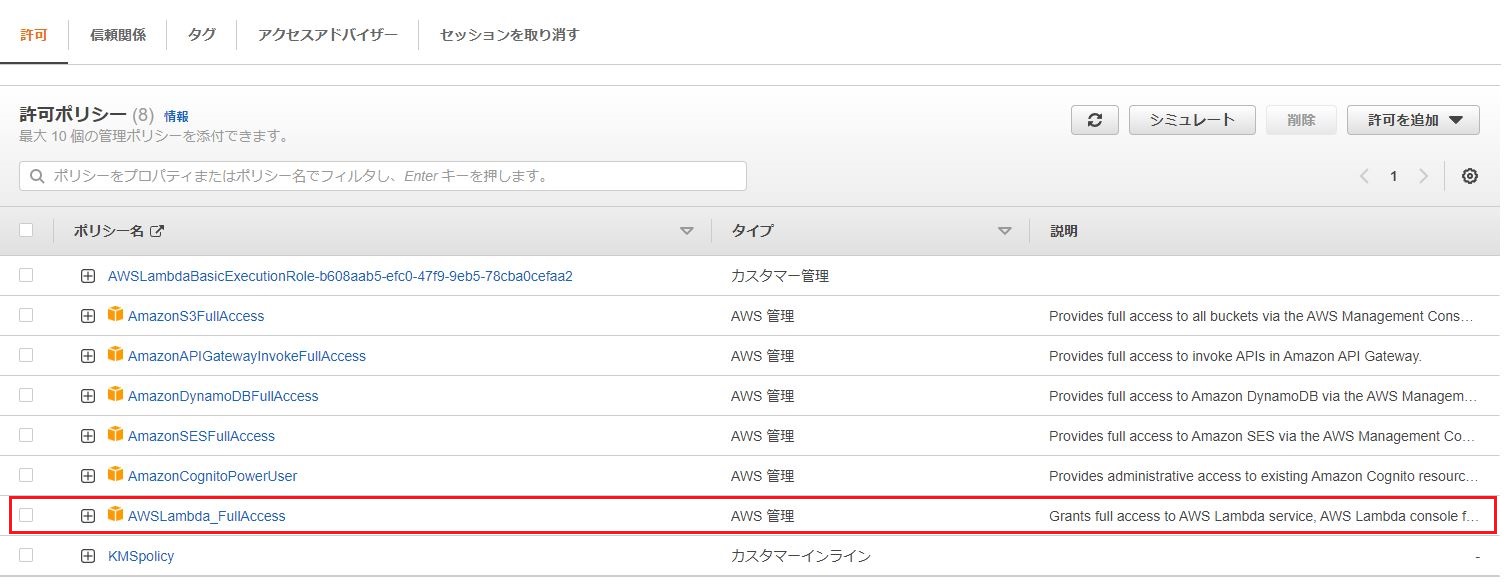 許可 信頼関係 タグ アクセスアドバイザー セッションを取り消す
許可ポリシー (8) 情報
最大 10 個の管理ポリシーを添付できます。
シミュレート 削除 許可を追加
ポリシーをプロパティまたはポリシー名でフィルタし、Enter キーを押します。
1
ポリシー名 タイプ 説明
AWSLambdaBasicExecutionRole-b608aab5-efc0-47f9-9eb5-78cba0cefaa2 カスタマー管理
AmazonS3FullAccess AWS 管理 Provides full access to all buckets via the AWS Management Cons…
AmazonAPIGatewayInvokeFullAccess AWS 管理 Provides full access to invoke APIs in Amazon API Gateway.
AmazonDynamoDBFullAccess AWS 管理 Provides full access to Amazon DynamoDB via the AWS Managem…
AmazonSESFullAccess AWS 管理 Provides full access to Amazon SES via the AWS Management Co…
AmazonCognitoPowerUser AWS 管理 Provides administrative access to existing Amazon Cognito resourc…
AWSLambda_FullAccess AWS 管理 Grants full access to AWS Lambda service, AWS Lambda console f…
KMSpolicy カスタマーインライン -